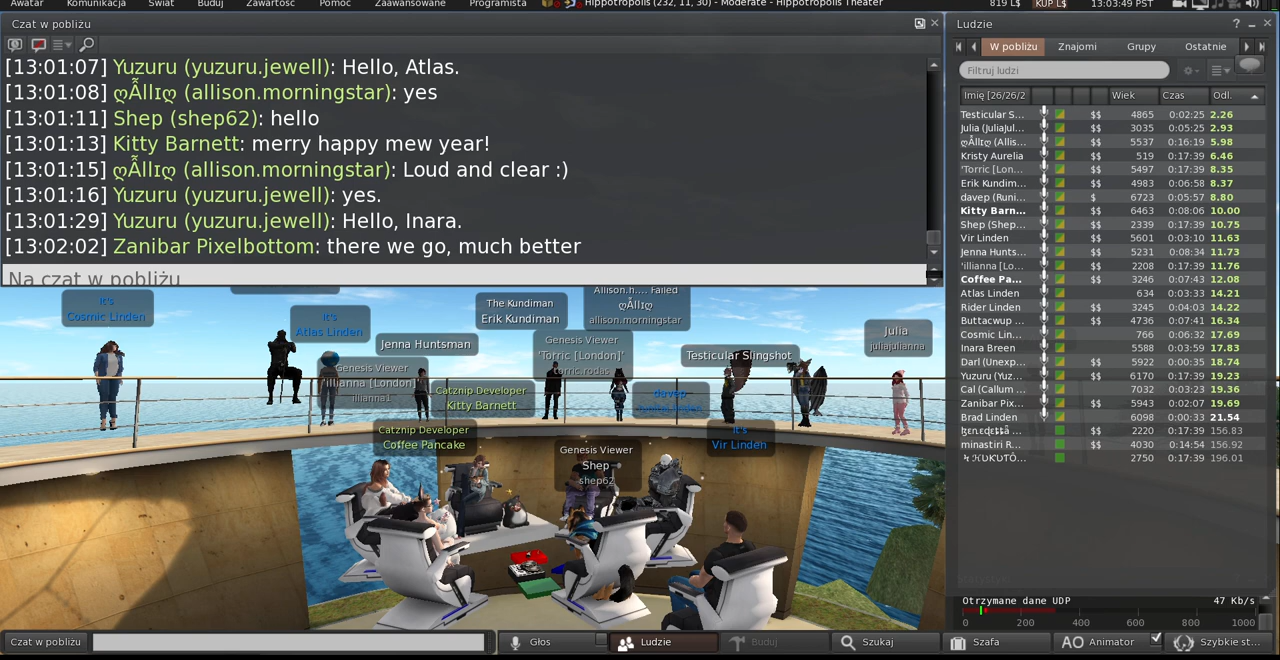 Awatar Komunikacja Świat Buduj Zawartość Pomoc Zaawansowane Programista Hippotropolis (232, 11, 30) - Moderate - Hippotropolis Theater 819 L$ KUP L$ 13:03:49 PST
Czat w pobliżu
[13:01:07] Yuzuru (yuzuru.jewell): Hello, Atlas.
[13:01:08] ღÅllɪღ (allison.morningstar): yes
[13:01:11] Shep (shep62): hello
[13:01:13] Kitty Barnett: merry happy mew year!
[13:01:15] ღÅllɪღ (allison.morningstar): Loud and clear :)
[13:01:16] Yuzuru (yuzuru.jewell): yes.
[13:01:29] Yuzuru (yuzuru.jewell): Hello, Inara.
[13:02:02] Zanibar Pixelbottom: there we go, much better
Na czat w pobliżu
It's
Cosmic Linden
It's
Atlas Linden
Jenna Huntsman
The Kundiman
Erik Kundiman
Allison.h.... Failed
ღÅllɪღ
allison.morningstar
Julia
juliajulianna
Genesis Viewer
'Torric [London]'
torric.rodas
Testicular Slingshot
Genesis Viewer
'illianna [London]'
illianna1
Catznip Developer
Kitty Barnett
davep
Catznip Developer
Coffee Pancake
It's
Vir Linden
Genesis Viewer
Shep
shep62
Ludzie
W pobliżu Znajomi Grupy Ostatnie
Filtruj ludzi
Imię [26/26/2 Wiek Czas Odl.
Testicular S... $$ 4865 0:02:25 2.26
Julia (JuliaJul... $$ 3035 0:05:25 2.93
ღÅllɪღ (Allis... $$ 5537 0:16:19 5.98
Kristy Aurelia 519 0:17:39 6.46
'Torric [Lon... $$ 5497 0:17:39 8.35
Erik Kundim... $$ 4983 0:06:58 8.37
davep (Runi... $ 6723 0:05:57 8.80
Kitty Barn... $$ 6463 0:08:06 10.00
Shep (Shep... $$ 2339 0:17:39 10.75
Vir Linden $$ 5601 0:03:10 11.63
Jenna Hunts... $$ 5231 0:08:34 11.73
'illianna [Lo... $$ 2208 0:17:39 11.76
Coffee Pa... $$ 3246 0:07:43 12.08
Atlas Linden 634 0:03:33 14.21
Rider Linden $$ 3245 0:04:03 14.22
Buttacwup ... $$ 4736 0:07:41 16.34
Cosmic Lin... 766 0:06:32 17.69
Inara Breen 5588 0:03:59 17.83
Darl (Unexp... $$ 5922 0:00:35 18.74
Yuzuru (Yuz... $$ 6170 0:17:39 19.23
Cal (Callum ... 7032 0:03:23 19.36
Zanibar Pix... $$ 5943 0:02:07 19.69
Brad Linden 6098 0:00:33 21.54
$$ 2220 0:17:39 156.83
minastiri R... $$ 4030 0:14:54 156.92
2750 0:17:39 196.01
Otrzymane dane UDP 47 Kb/s
0 200 400 600 800 1000
Czat w pobliżu Głos Ludzie Buduj Szukaj Szafa AO Animator Szybkie st...